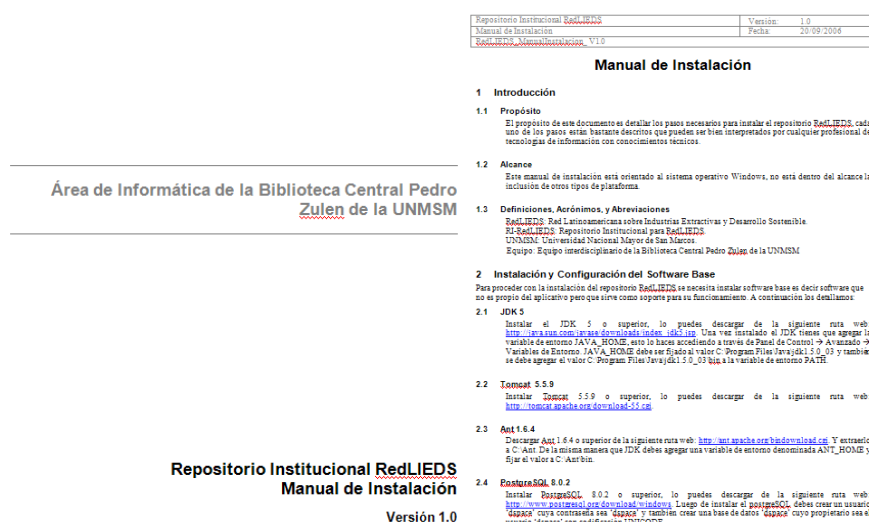 Área de Informática de la Biblioteca Central Pedro
Zulen de la UNMSM
Repositorio Institucional RedLIEDS
Manual de Instalación
Versión 1.0
Repositorio Institucional RedLIEDS Versión: 1.0
Manual de Instalación Fecha: 20/09/2006
RedLIEDS_ManualInstalación_V1.0
Manual de Instalación
1 Introducción
1.1 Propósito
El propósito de este documento es detallar los pasos necesarios para instalar el repositorio RedLIEDS, cada
uno de los pasos están bastante descritos que pueden ser bien interpretados por cualquier profesional de
tecnologías de información con conocimientos técnicos.
1.2 Alcance
Este manual de instalación está orientado al sistema operativo Windows, no está dentro del alcance la
inclusión de otros tipos de plataforma.
1.3 Definiciones, Acrónimos, y Abreviaciones
RedLIEDS: Red Latinoamericana sobre Industrias Extractivas y Desarrollo Sostenible.
RI-RedLIEDS: Repositorio Institucional para RedLIEDS.
UNMSM: Universidad Nacional Mayor de San Marcos.
Equipo: Equipo interdisciplinario de la Biblioteca Central Pedro Zulen de la UNMSM
2 Instalación y Configuración del Software Base
Para proceder con la instalación del repositorio RedLIEDS se necesita instalar software base es decir software que
no es propio del aplicativo pero que sirve como soporte para su funcionamiento. A continuación los detallamos:
2.1 JDK 5
Instalar el JDK 5 o superior, lo puedes descargar de la siguiente ruta web:
http://java.sun.com/javase/downloads/index_jdk5.jsp. Una vez instalado el JDK tienes que agregar la
variable de entorno JAVA_HOME, esto lo haces accediendo a través de Panel de Control → Avanzado →
Variables de Entorno. JAVA_HOME debe ser fijado al valor C:\Program Files\Java\jdk1.5.0_03 y también
se debe agregar el valor C:\Program Files\Java\jdk1.5.0_03\bin a la variable de entorno PATH.
2.2 Tomcat 5.5.9
Instalar Tomcat 5.5.9 o superior, lo puedes descargar de la siguiente ruta web:
http://tomcat.apache.org/download-55.cgi.
2.3 Ant 1.6.4
Descargar Ant 1.6.4 o superior de la siguiente ruta web: http://ant.apache.org/bindownload.cgi. Y extraerlo
a C:\Ant. De la misma manera que JDK debes agregar una variable de entorno denominada ANT_HOME y
fijar el valor a C:\Ant\bin.
2.4 PostgreSQL 8.0.2
Instalar PostgreSQL 8.0.2 o superior, lo puedes descargar de la siguiente ruta web:
http://www.postgresql.org/download/windows. Luego de instalar el postgreSQL debes crear un usuario
'dspace' cuya contraseña sea 'dspace' y también crear una base de datos 'dspace' cuyo propietario sea el
usuario 'dspace' con codificación UNICODE.